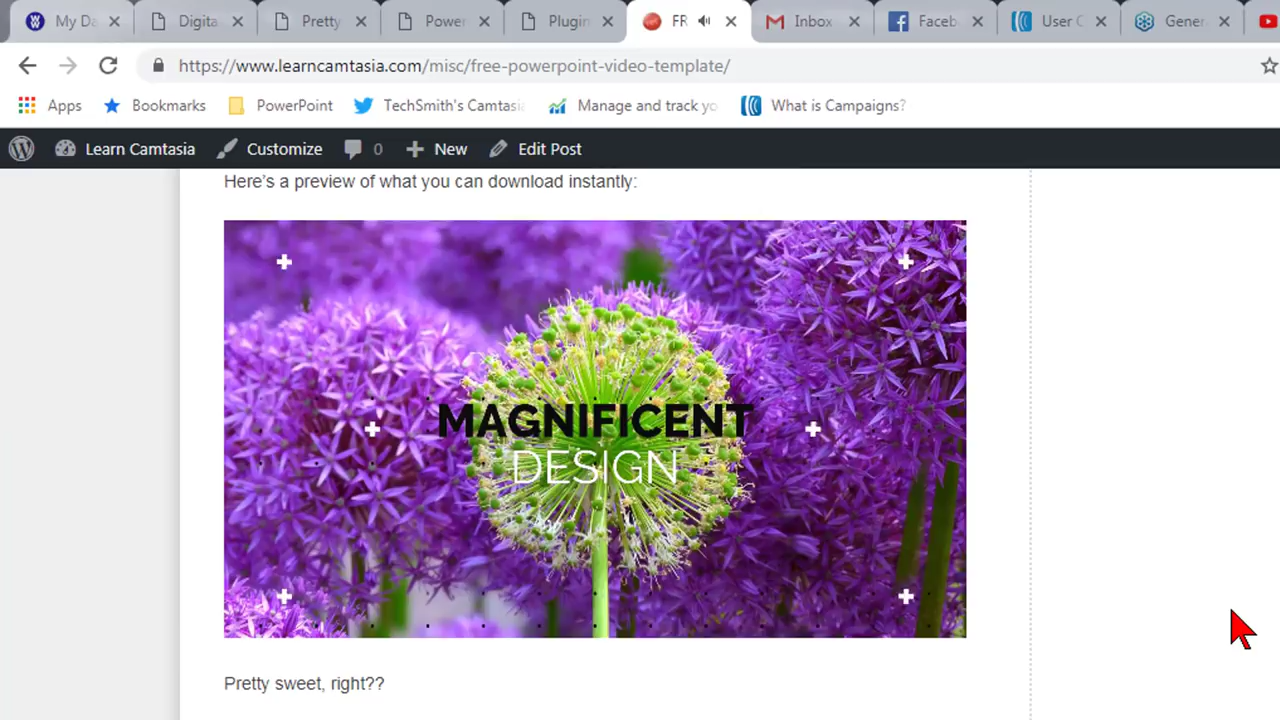 My Da
Digita
Pretty
Power
Plugin
FR
Inbox
Faceb
User C
Gener
https://www.learncamtasia.com/misc/free-powerpoint-video-template/
Apps
Bookmarks
PowerPoint
TechSmith's Camtasi
Manage and track yo
What is Campaigns?
Learn Camtasia
Customize
0
New
Edit Post
Here's a preview of what you can download instantly:
MAGNIFICENT
DESIGN
Pretty sweet, right??